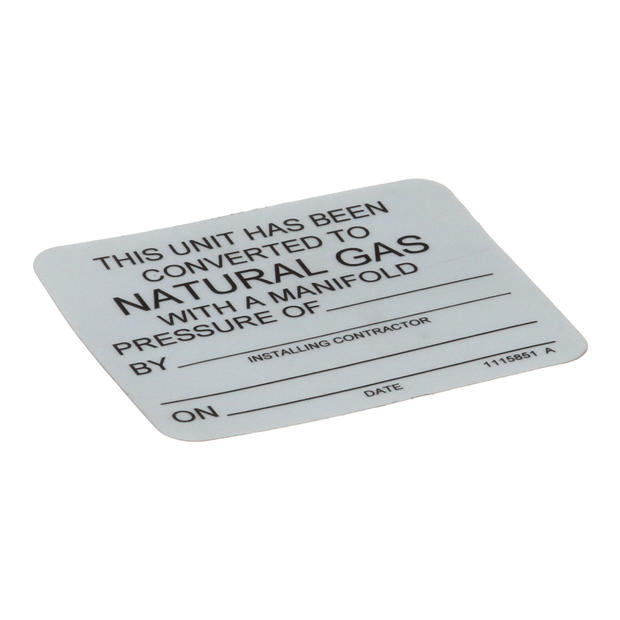 THIS UNIT HAS BEEN
CONVERTED TO
NATURAL GAS
WITH A MANIFOLD
PRESSURE OF
BY
INSTALLING CONTRACTOR
ON
DATE
1115851 A